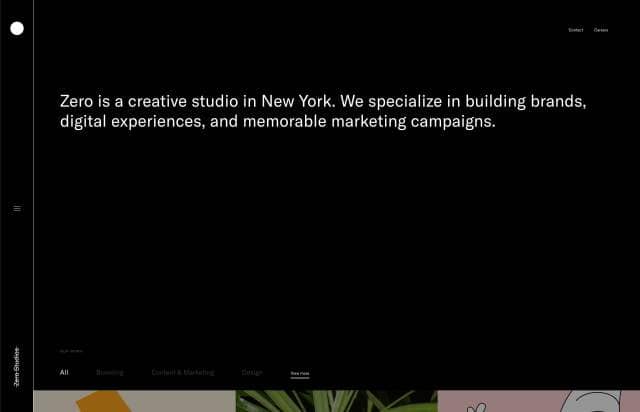 Contact Careers
Zero is a creative studio in New York. We specialize in building brands,
digital experiences, and memorable marketing campaigns.
All Branding Content & Marketing Design View more
Zero Studios